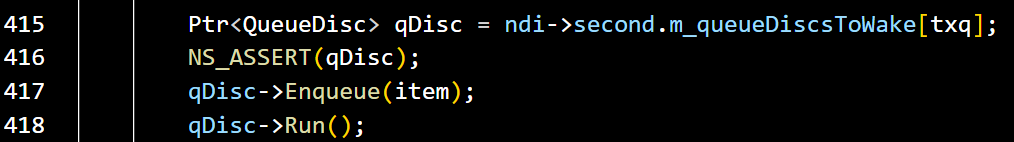 415 Ptr<QueueDisc> qDisc = ndi->second.m_queueDiscsToWake[txq];
416 NS_ASSERT(qDisc);
417 qDisc->Enqueue(item);
418 qDisc->Run();